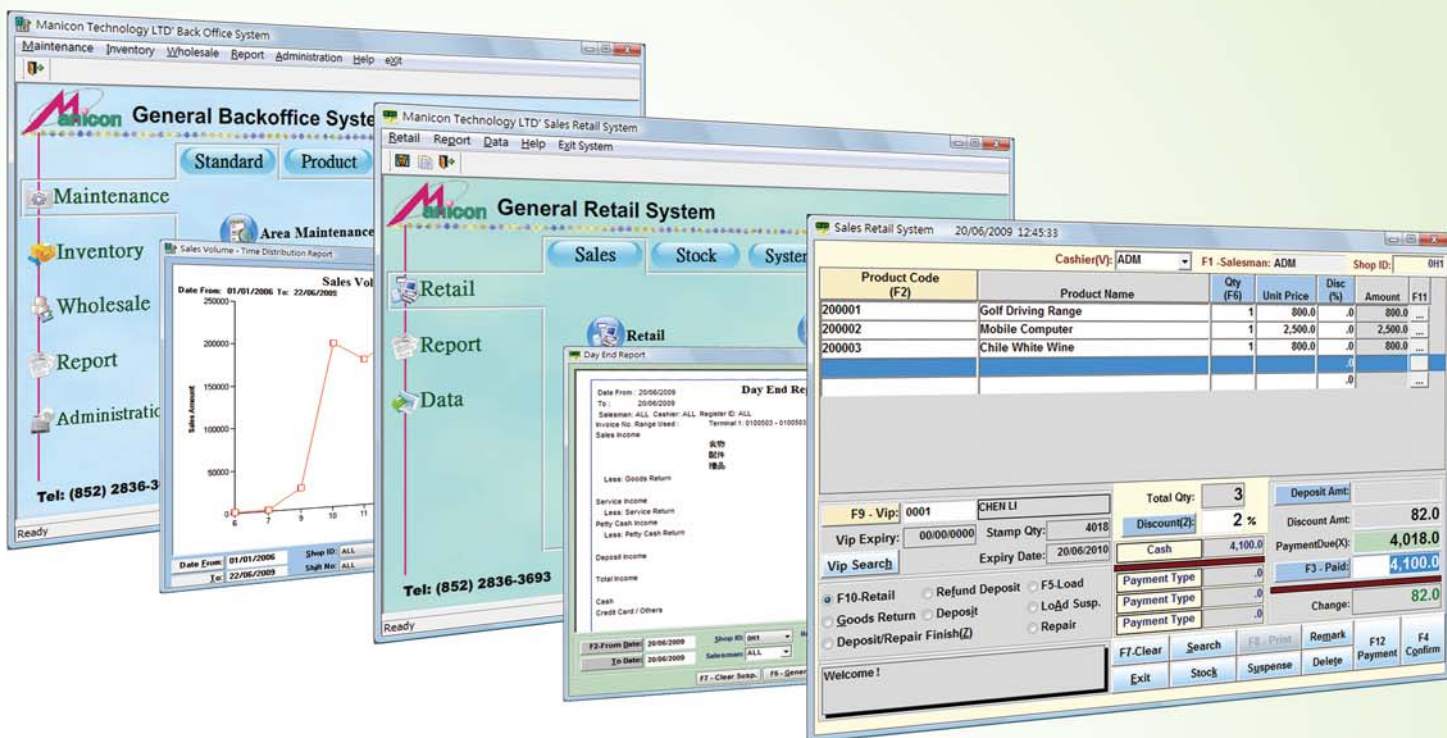 Manicon Technology LTD' Back Office System
Maintenance Inventory Wholesale Report Administration Help eXit
Manicon General Backoffice Syste
Standard Product
Maintenance
Area Maintenance
Inventory
Wholesale
Report
Administratio
Tel: (852) 2836-3
Ready
Sales Volume - Time Distribution Report
Sales Vol
Date From: 01/01/2006 To: 22/06/2009
250000
200000
150000
100000
50000
0
Sales Amount
6 7 9 10 11
Date From: 01/01/2006 Shop ID: ALL
To: 22/06/2009 Shift No: ALL
Manicon Technology LTD' Sales Retail System
Retail Report Data Help Exit System
Manicon General Retail System
Sales Stock System
Retail
Retail
Report
Data
Tel: (852) 2836-3693
Ready
Day End Report
Day End Rep
Date From : 20/06/2009
To : 20/06/2009
Salesman: ALL Cashier: ALL Register ID: ALL
Invoice No. Range Used : Terminal 1: 0100503 - 0100503
Sales Income
食物
配件
禮品
Less: Goods Return
Service Income
Less: Service Return
Petty Cash Income
Less: Petty Cash Return
Deposit Income
Total Income
Cash
Credit Card / Others
F2-From Date: 20/06/2009 Shop ID: 0H1
To Date: 20/06/2009 Salesman: ALL
F7 - Clear Susp. F6 - Gener
Sales Retail System 20/06/2009 12:45:33
Cashier(V): ADM F1 -Salesman: ADM Shop ID: 0H1
Product Code (F2) Product Name Qty (F6) Unit Price Disc (%) Amount F11
200001 Golf Driving Range 1 800.0 .0 800.0 ...
200002 Mobile Computer 1 2,500.0 .0 2,500.0 ...
200003 Chile White Wine 1 800.0 .0 800.0 ...
.0
.0 ...
F9 - Vip: 0001 CHEN LI
Vip Expiry: 00/00/0000 Stamp Qty: 4018
Vip Search Expiry Date: 20/06/2010
F10-Retail Refund Deposit F5-Load
Goods Return Deposit LoAd Susp.
Deposit/Repair Finish(Z) Repair
Welcome !
Total Qty: 3
Discount(2): 2 %
Cash 4,100.0
Payment Type .0
Payment Type .0
Payment Type .0
Deposit Amt:
Discount Amt: 82.0
PaymentDue(X): 4,018.0
F3 - Paid: 4,100.0
Change: 82.0
F7-Clear Search F8 - Print Remark F12 Payment F4 Confirm
Exit Stock Suspense Delete